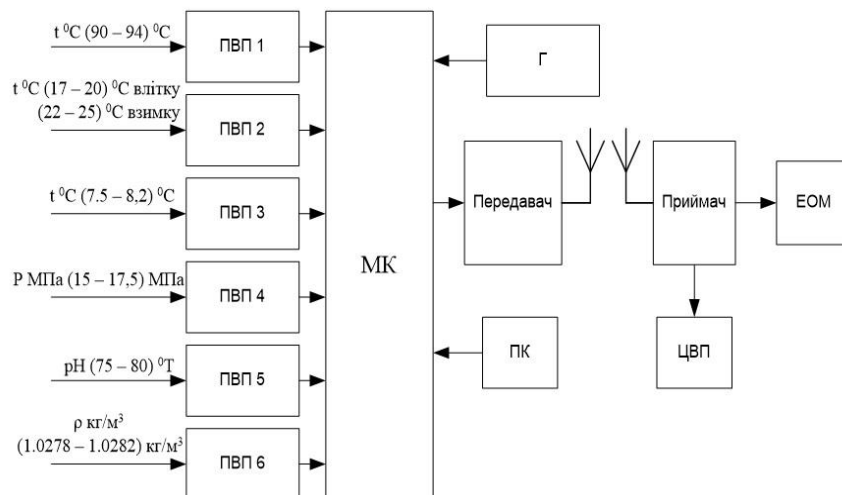 t ⁰C (90 – 94) ⁰C
ПВП 1
t ⁰C (17 – 20) ⁰C влітку
(22 – 25) ⁰C взимку
ПВП 2
t ⁰C (7.5 – 8,2) ⁰C
ПВП 3
P МПа (15 – 17,5) МПа
ПВП 4
pH (75 – 80) ⁰T
ПВП 5
ρ кг/м³
(1.0278 – 1.0282) кг/м³
ПВП 6
МК
Г
Передавач
Приймач
ЕОМ
ПК
ЦВП